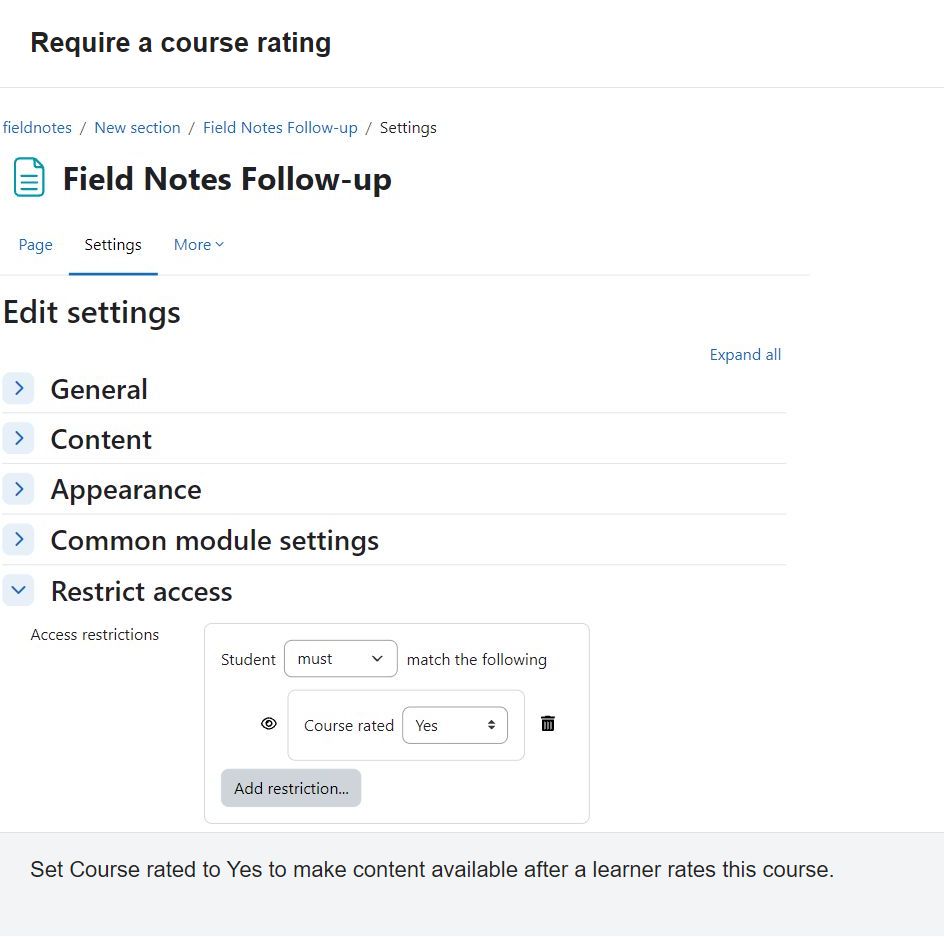 Require a course rating
fieldnotes / New section / Field Notes Follow-up / Settings
Field Notes Follow-up
Page Settings More
Edit settings
Expand all
General
Content
Appearance
Common module settings
Restrict access
Access restrictions
Student must match the following
Course rated Yes
Add restriction...
Set Course rated to Yes to make content available after a learner rates this course.